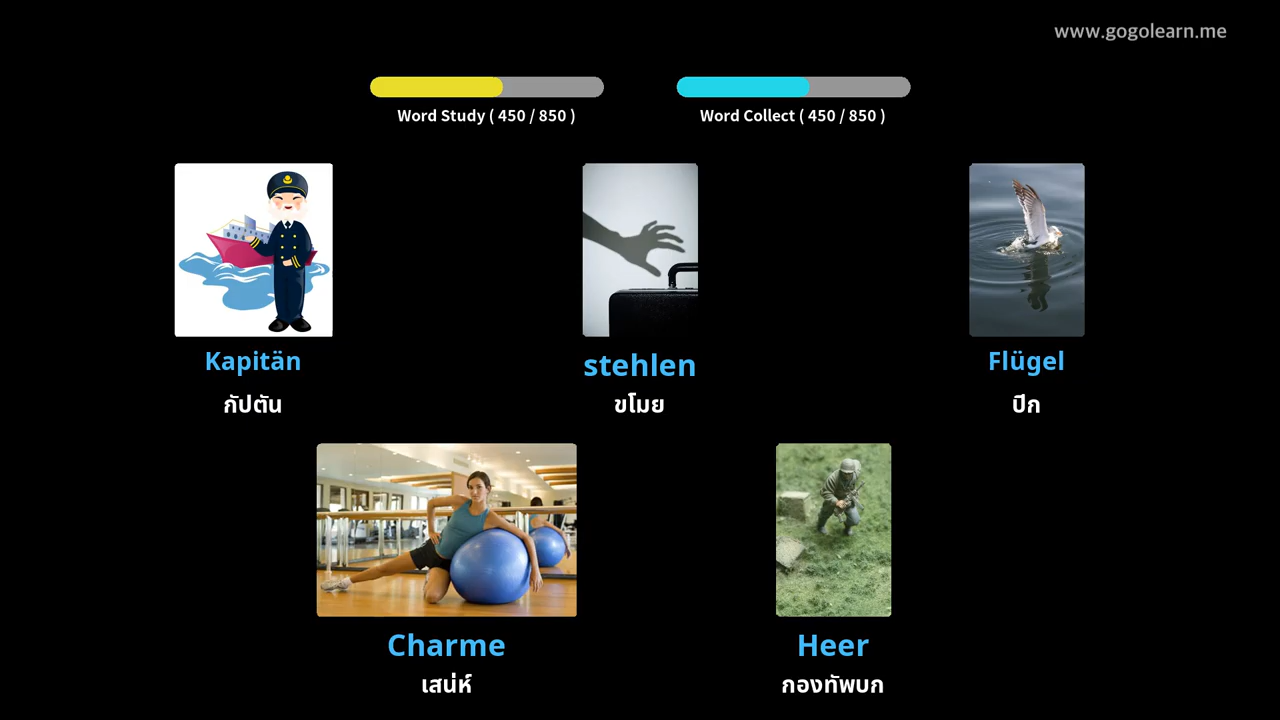 www.gogolearn.me
Word Study ( 450 / 850 )
Word Collect ( 450 / 850 )
Kapitän
กัปตัน
stehlen
ขโมย
Flügel
ปีก
Charme
เสน่ห์
Heer
กองทัพบก